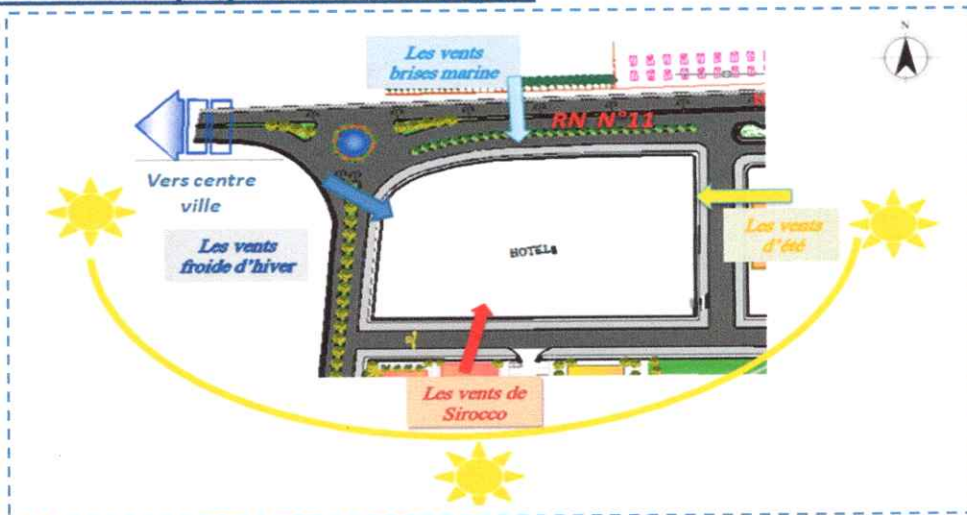 N
Les vents
brises marine
RN N°11
Vers centre
ville
Les vents
froide d'hiver
Les vents
d'été
HOTELs
Les vents de
Sirocco